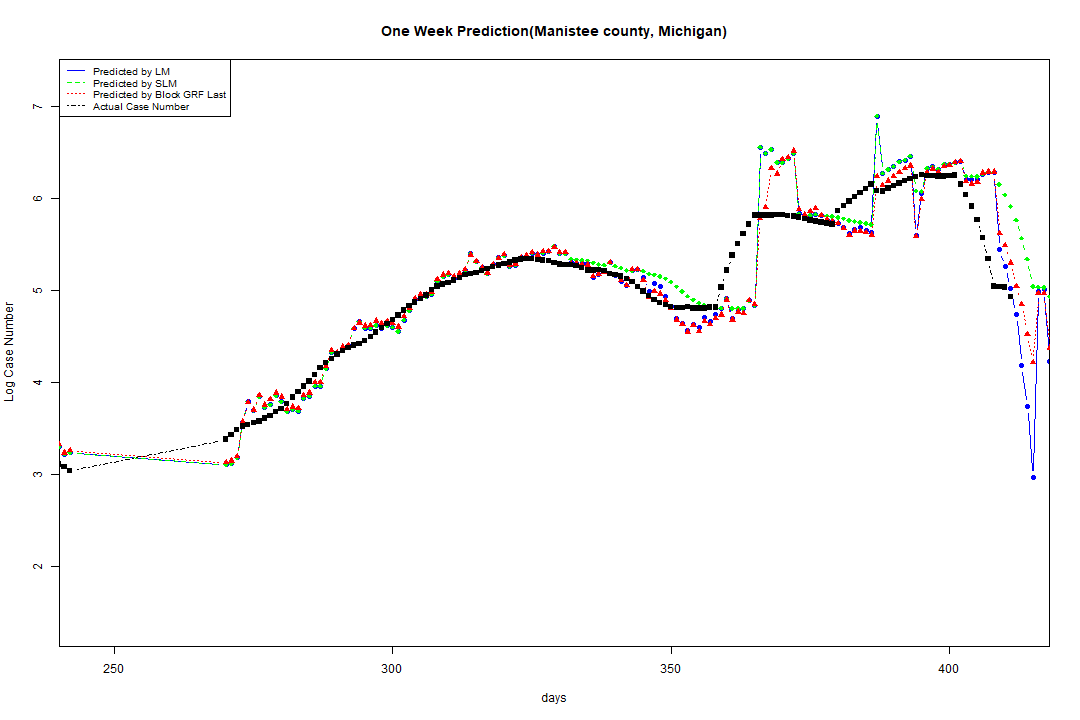 One Week Prediction(Manistee county, Michigan)
Predicted by LM
Predicted by SLM
Predicted by Block GRF Last
Actual Case Number
7
6
5
4
3
2
Log Case Number
250 300 350 400
days